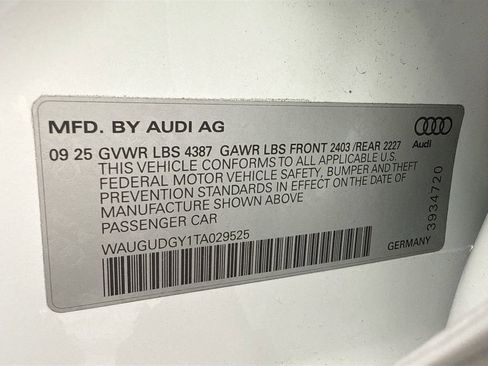 MFD. BY AUDI AG
09 25 GVWR LBS 4387 GAWR LBS FRONT 2403 /REAR 2227
THIS VEHICLE CONFORMS TO ALL APPLICABLE U.S.
FEDERAL MOTOR VEHICLE SAFETY, BUMPER AND THEFT
PREVENTION STANDARDS IN EFFECT ON THE DATE OF
MANUFACTURE SHOWN ABOVE
PASSENGER CAR
WAUGUDGY1TA029525
Audi
3934720
GERMANY